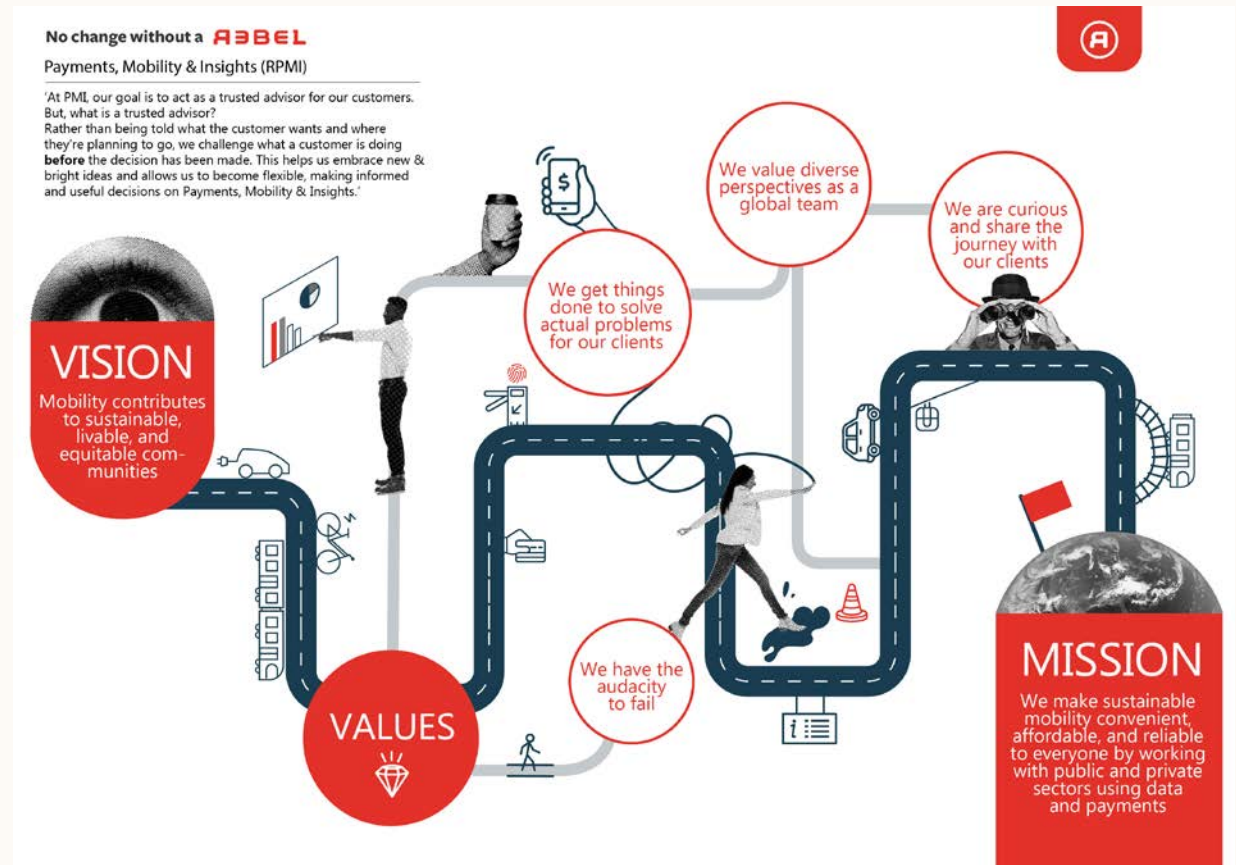 No change without a REBEL
Payments, Mobility & Insights (RPMI)
'At PMI, our goal is to act as a trusted advisor for our customers.
But, what is a trusted advisor?
Rather than being told what the customer wants and where
they're planning to go, we challenge what a customer is doing
before the decision has been made. This helps us embrace new &
bright ideas and allows us to become flexible, making informed
and useful decisions on Payments, Mobility & Insights.'
R
VISION
Mobility contributes
to sustainable,
livable, and
equitable com-
munities
$
We get things
done to solve
actual problems
for our clients
We value diverse
perspectives as a
global team
We are curious
and share the
journey with
our clients
VALUES
We have the
audacity
to fail
i
MISSION
We make sustainable
mobility convenient,
affordable, and reliable
to everyone by working
with public and private
sectors using data
and payments